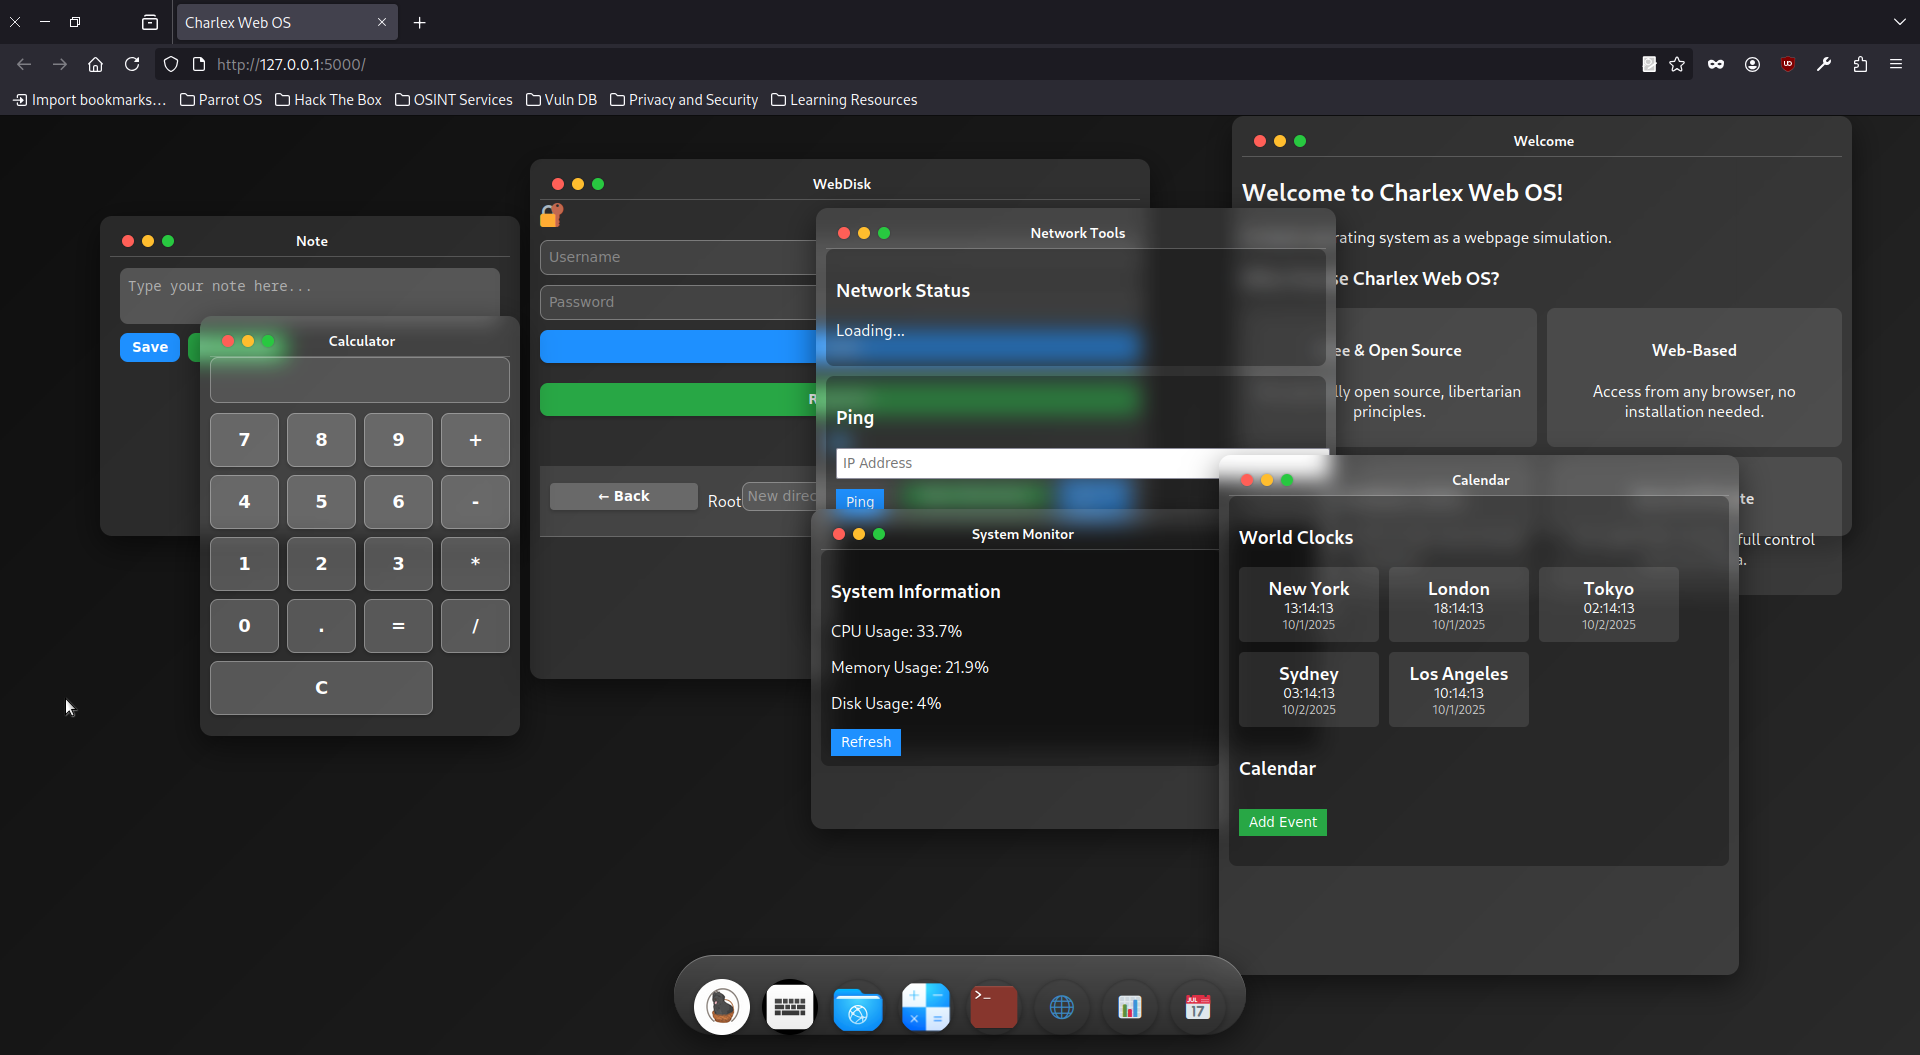 Charlex Web OS
http://127.0.0.1:5000/
Import bookmarks...
Parrot OS
Hack The Box
OSINT Services
Vuln DB
Privacy and Security
Learning Resources
Note
Type your note here...
Save
Calculator
7 8 9 +
4 5 6 -
1 2 3 *
0 . = /
C
WebDisk
Username
Password
← Back
Root
New direc
Network Tools
Network Status
Loading...
Ping
IP Address
Ping
System Monitor
System Information
CPU Usage: 33.7%
Memory Usage: 21.9%
Disk Usage: 4%
Refresh
Welcome
Welcome to Charlex Web OS!
rating system as a webpage simulation.
se Charlex Web OS?
ee & Open Source
lly open source, libertarian
principles.
Web-Based
Access from any browser, no
installation needed.
te
full control
a.
Calendar
World Clocks
New York
13:14:13
10/1/2025
London
18:14:13
10/1/2025
Tokyo
02:14:13
10/2/2025
Sydney
03:14:13
10/2/2025
Los Angeles
10:14:13
10/1/2025
Calendar
Add Event
>_
JUL
17